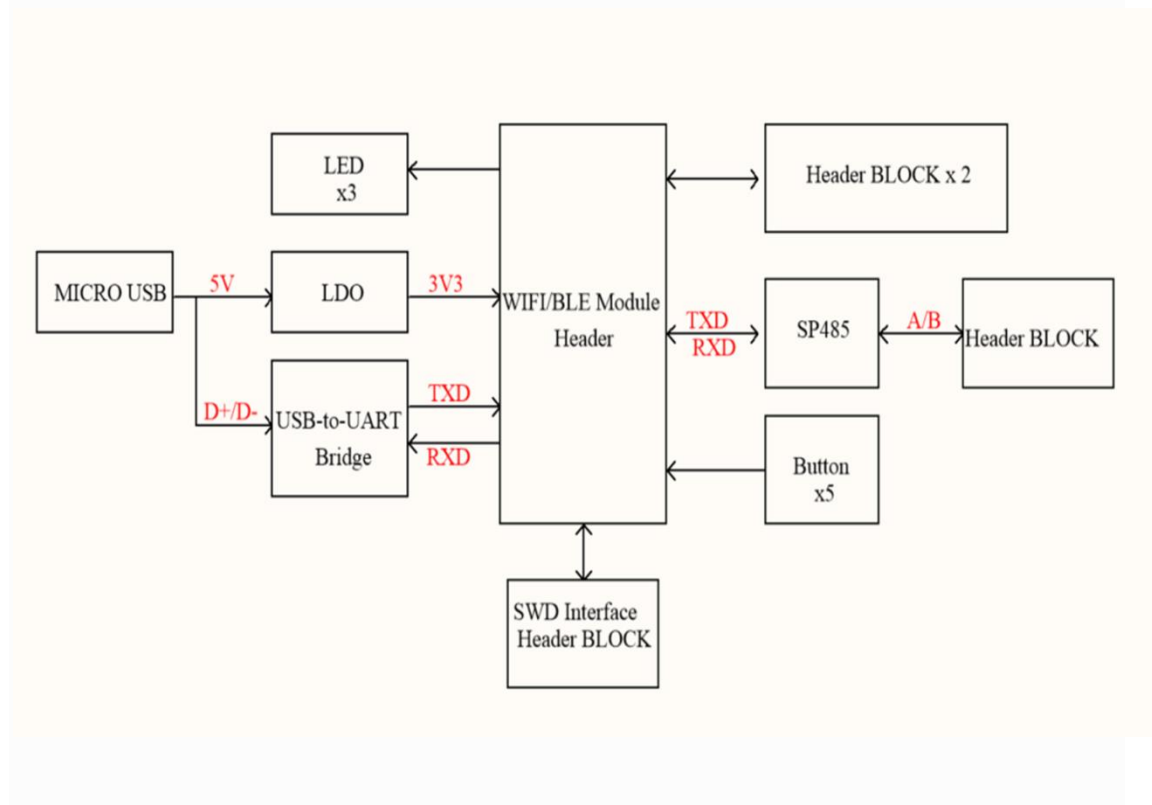 LED
x3
Header BLOCK x 2
MICRO USB
5V
LDO
3V3
WIFI/BLE Module
Header
TXD
RXD
SP485
A/B
Header BLOCK
D+/D-
USB-to-UART
Bridge
TXD
RXD
Button
x5
SWD Interface
Header BLOCK